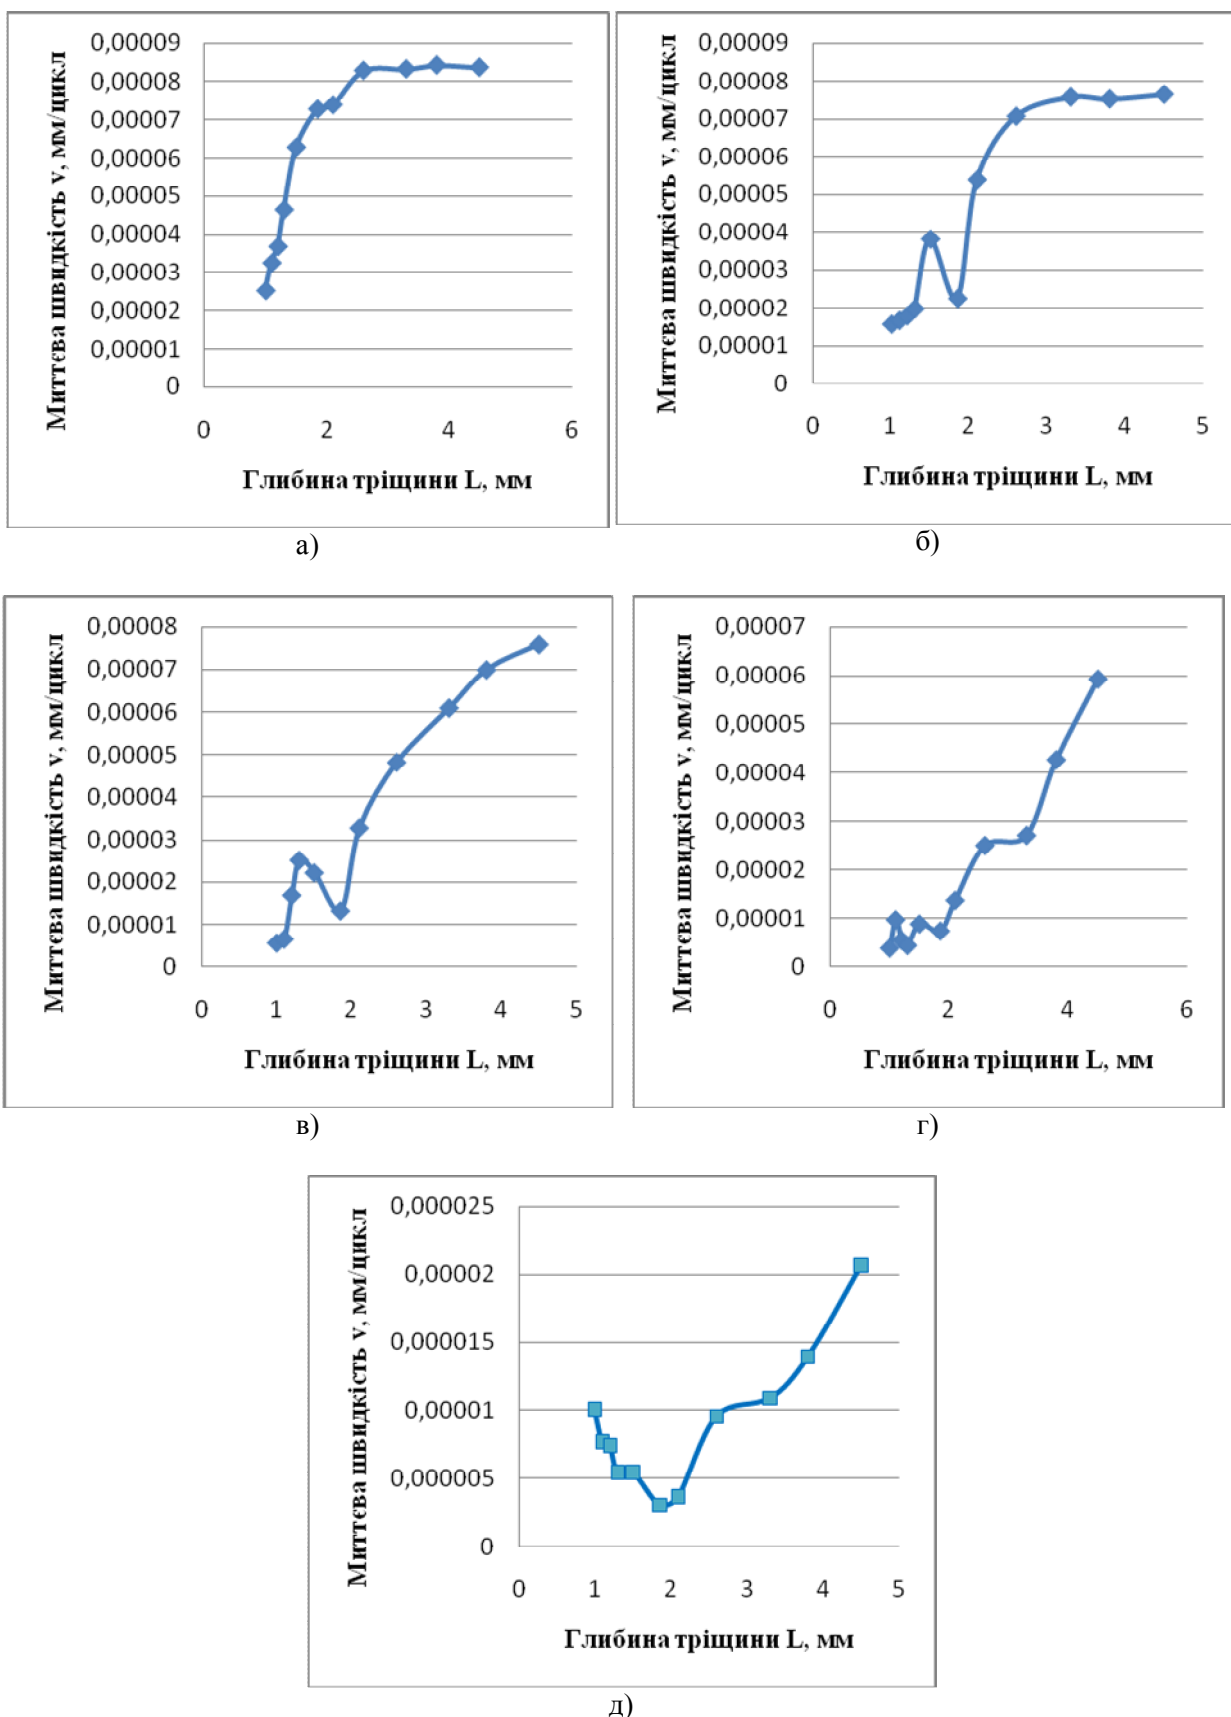 Миттєва швидкість v, мм/цикл
0,00009
0,00008
0,00007
0,00006
0,00005
0,00004
0,00003
0,00002
0,00001
0
0 2 4 6
Глибина тріщини L, мм
а)
Миттєва швидкість v, мм/цикл
0,00009
0,00008
0,00007
0,00006
0,00005
0,00004
0,00003
0,00002
0,00001
0
0 1 2 3 4 5
Глибина тріщини L, мм
б)
Миттєва швидкість v, мм/цикл
0,00008
0,00007
0,00006
0,00005
0,00004
0,00003
0,00002
0,00001
0
0 1 2 3 4 5
Глибина тріщини L, мм
в)
Миттєва швидкість v, мм/цикл
0,00007
0,00006
0,00005
0,00004
0,00003
0,00002
0,00001
0
0 2 4 6
Глибина тріщини L, мм
г)
Миттєва швидкість v, мм/цикл
0,000025
0,00002
0,000015
0,00001
0,000005
0
0 1 2 3 4 5
Глибина тріщини L, мм
д)